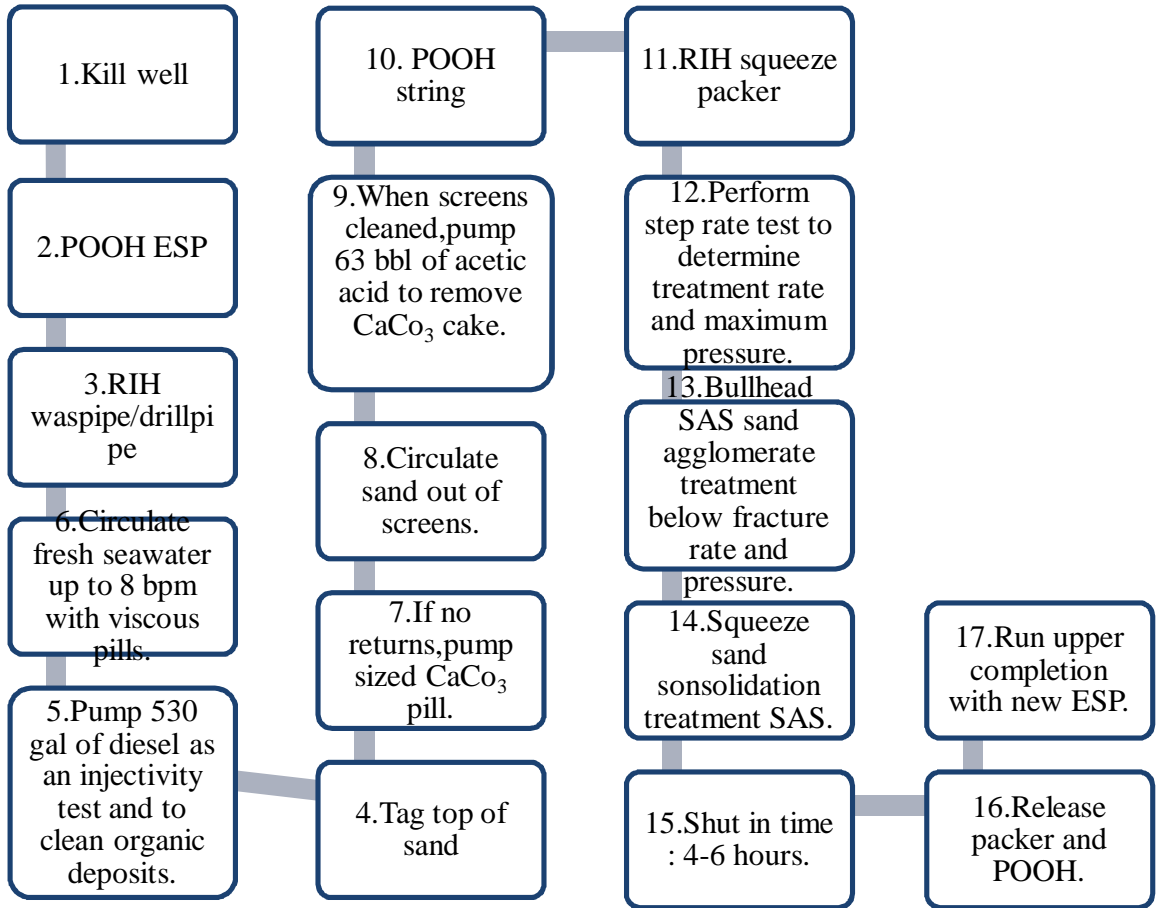 1.Kill well
2.POOH ESP
3.RIH
waspipe/drillpi
pe
6.Circulate
fresh seawater
up to 8 bpm
with viscous
pills.
5.Pump 530
gal of diesel as
an injectivity
test and to
clean organic
deposits.
4.Tag top of
sand
7.If no
returns,pump
sized CaCo₃
pill.
8.Circulate
sand out of
screens.
9.When screens
cleaned,pump
63 bbl of acetic
acid to remove
CaCo₃ cake.
10. POOH
string
11.RIH squeeze
packer
12.Perform
step rate test to
determine
treatment rate
and maximum
pressure.
13.Bullhead
SAS sand
agglomerate
treatment
below fracture
rate and
pressure.
14.Squeeze
sand
sonsolidation
treatment SAS.
15.Shut in time
: 4-6 hours.
16.Release
packer and
POOH.
17.Run upper
completion
with new ESP.